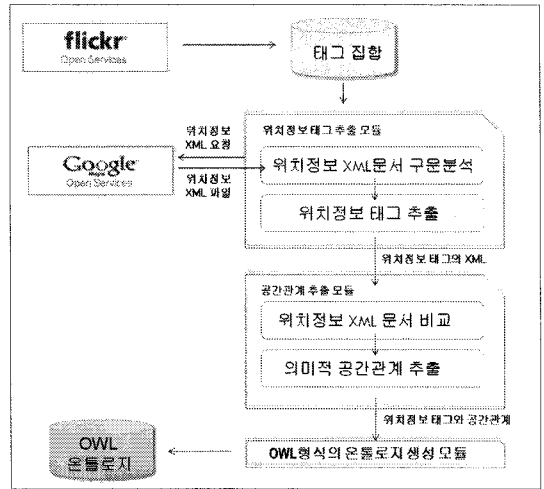 flickr
Open Services
태그 집합
위치정보
XML 요청
위치정보 태그 추출 모듈
Google
Maps
Open Services
위치정보 XML문서 구문분석
위치정보
XML 파일
위치정보 태그 추출
위치정보 태그의 XML
공간관계 추출 모듈
위치정보 XML 문서 비교
의미적 공간관계 추출
위치정보 태그와 공간관계
OWL
온톨로지
OWL형식의 온톨로지 생성 모듈